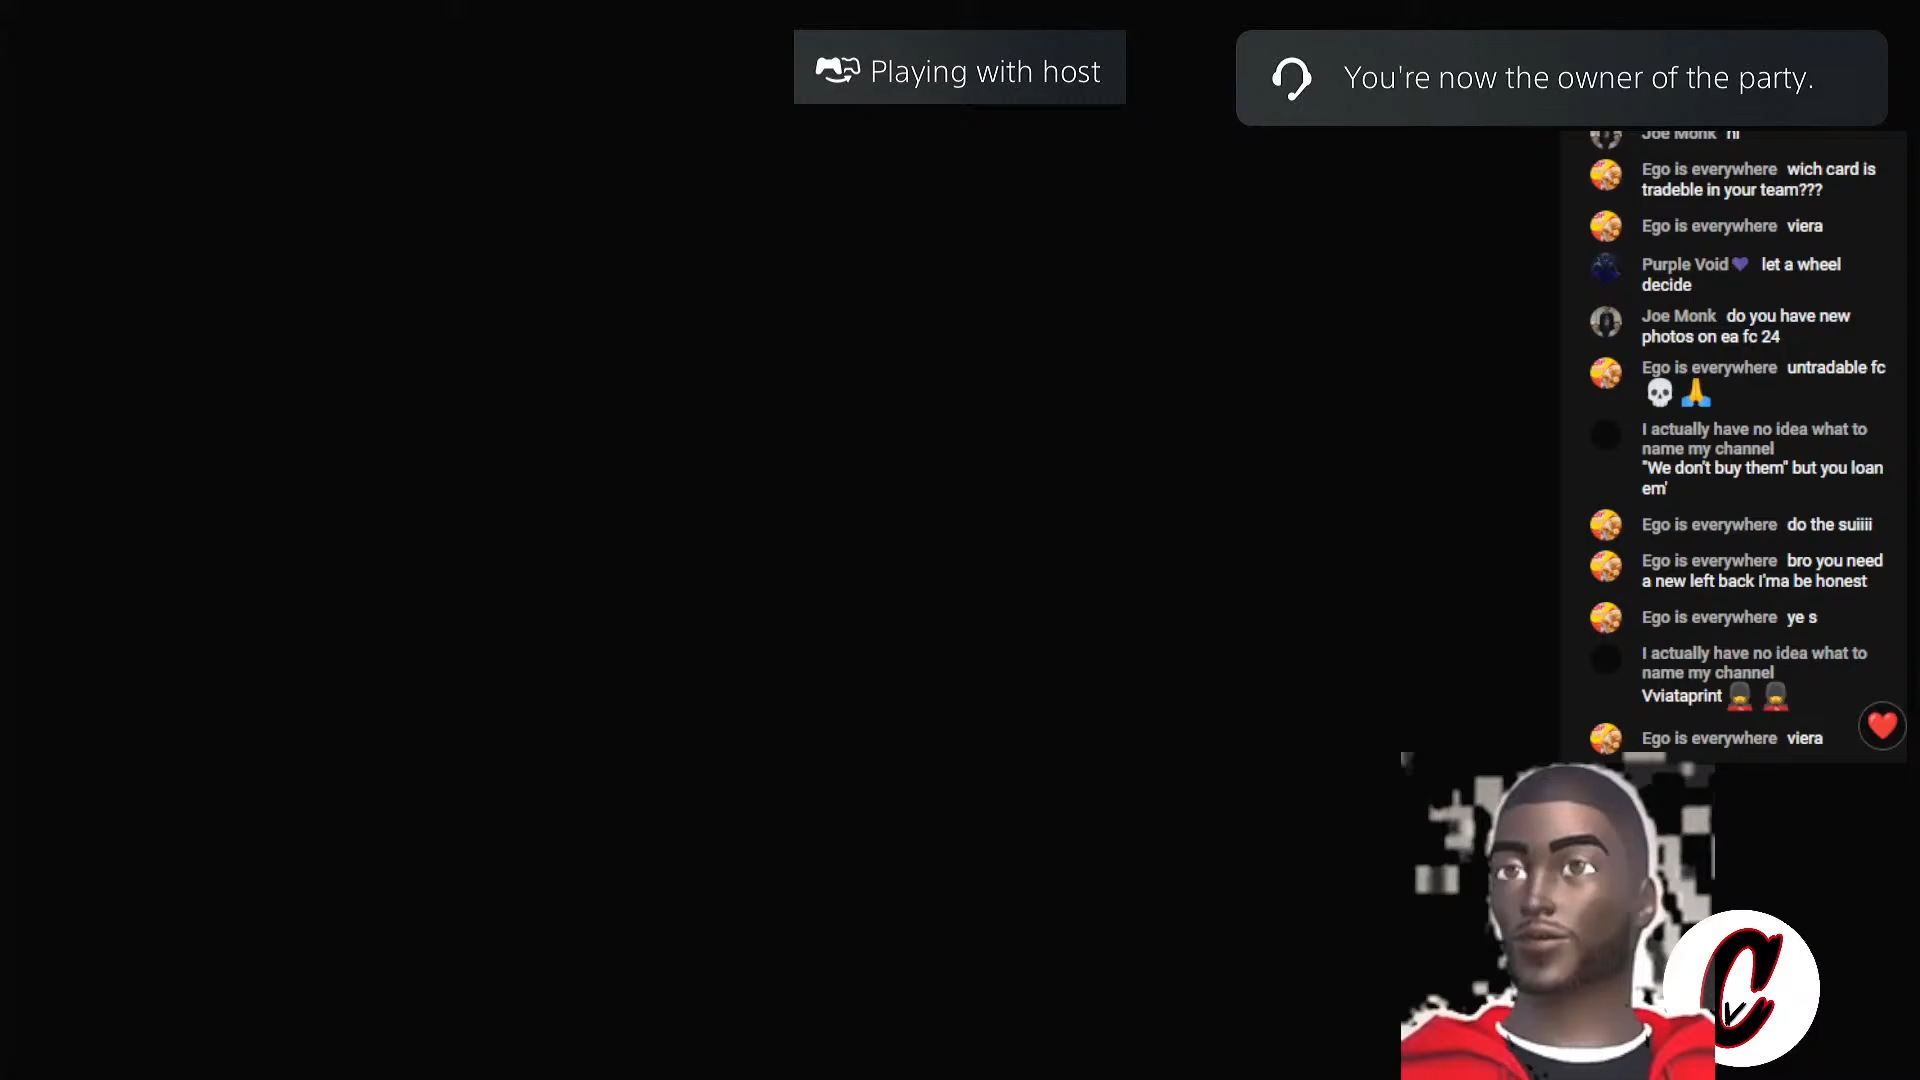 Playing with host
You're now the owner of the party.
Joe Monk hi
Ego is everywhere wich card is
tradeble in your team???
Ego is everywhere viera
Purple Void💜 let a wheel
decide
Joe Monk do you have new
photos on ea fc 24
Ego is everywhere untradable fc
💀🙏
I actually have no idea what to
name my channel
"We don't buy them" but you loan
em'
Ego is everywhere do the suiiii
Ego is everywhere bro you need
a new left back I'ma be honest
Ego is everywhere ye s
I actually have no idea what to
name my channel
Vviataprint 💂 💂
Ego is everywhere viera
C